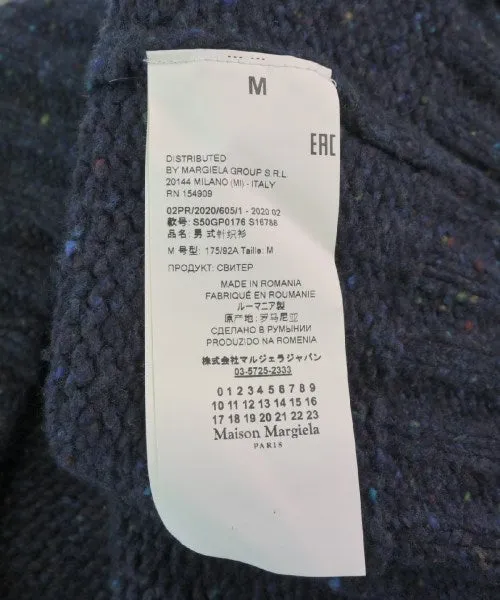 M
EAC
DISTRIBUTED
BY MARGIELA GROUP S.R.L.
20144 MILANO (MI) - ITALY
RN 154909
02PR/2020/605/1 - 2020 02
款号: S50GP0176 S16786
品名: 男式针织衫
M 号型: 175/92A Taille: M
ПРОДУКТ: СВИТЕР
MADE IN ROMANIA
FABRIQUÉ EN ROUMANIE
ルーマニア製
原产地: 罗马尼亚
СДЕЛАНО В РУМЫНИИ
PRODUZIDO NA ROMENIA
株式会社マルジェラジャパン
03-5725-2333
0 1 2 3 4 5 6 7 8 9
10 11 12 13 14 15 16
17 18 19 20 21 22 23
Maison Margiela
PARIS